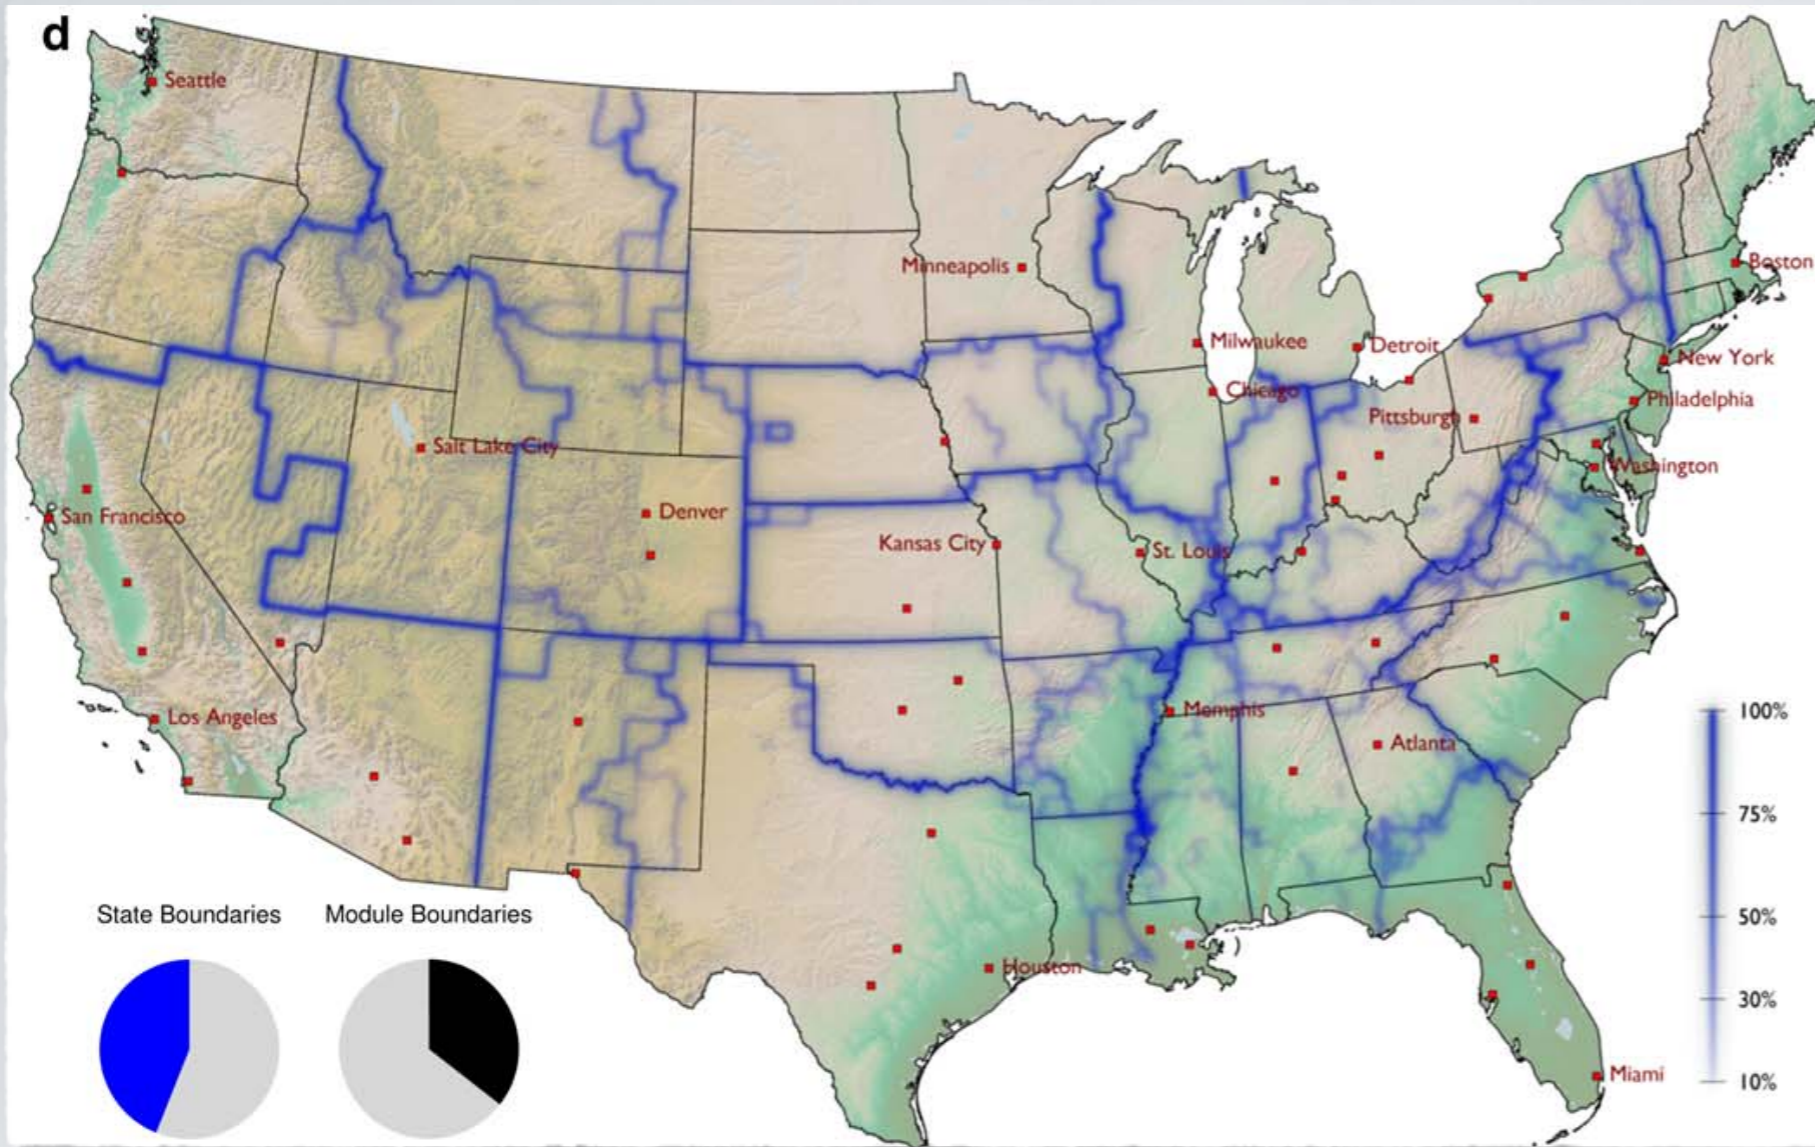 d
Seattle
Minneapolis
Boston
Milwaukee
Detroit
New York
Chicago
Philadelphia
Pittsburgh
Salt Lake City
Washington
San Francisco
Denver
Kansas City
St. Louis
Los Angeles
Memphis
Atlanta
Houston
Miami
100%
75%
50%
30%
10%
State Boundaries
Module Boundaries